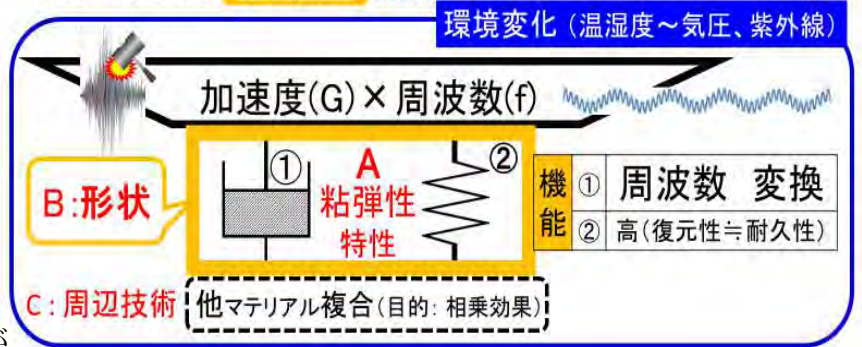 環境変化（温湿度～気圧、紫外線）
加速度(G)×周波数(f)
B:形状
①
A
粘弾性
特性
②
機能
① 周波数 変換
② 高(復元性≒耐久性)
C:周辺技術 他マテリアル複合(目的:相乗効果)
が